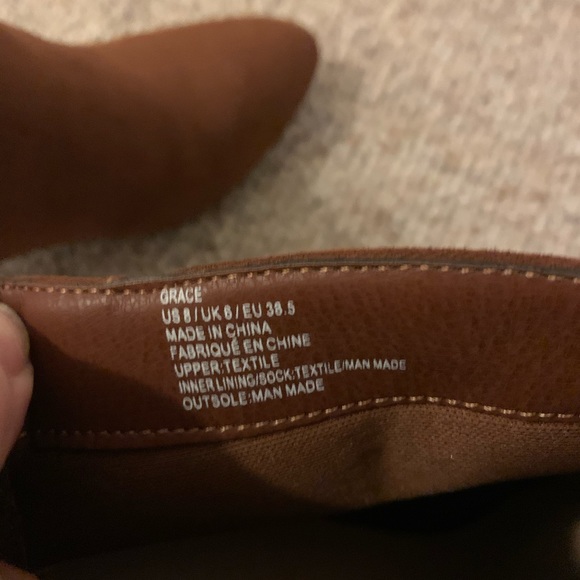 GRACE
US 8 / UK 6 / EU 38.5
MADE IN CHINA
FABRIQUÉ EN CHINE
UPPER:TEXTILE
INNER LINING/SOCK:TEXTILE/MAN MADE
OUTSOLE:MAN MADE